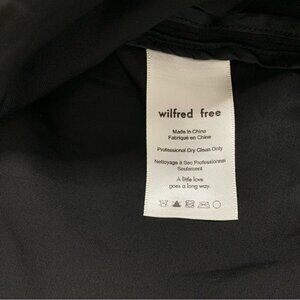 wilfred free
Made in China
Fabriqué en Chine
Professional Dry Clean Only
Nettoyage à Sec Professionnel
Seulement
A little love
goes a long way.